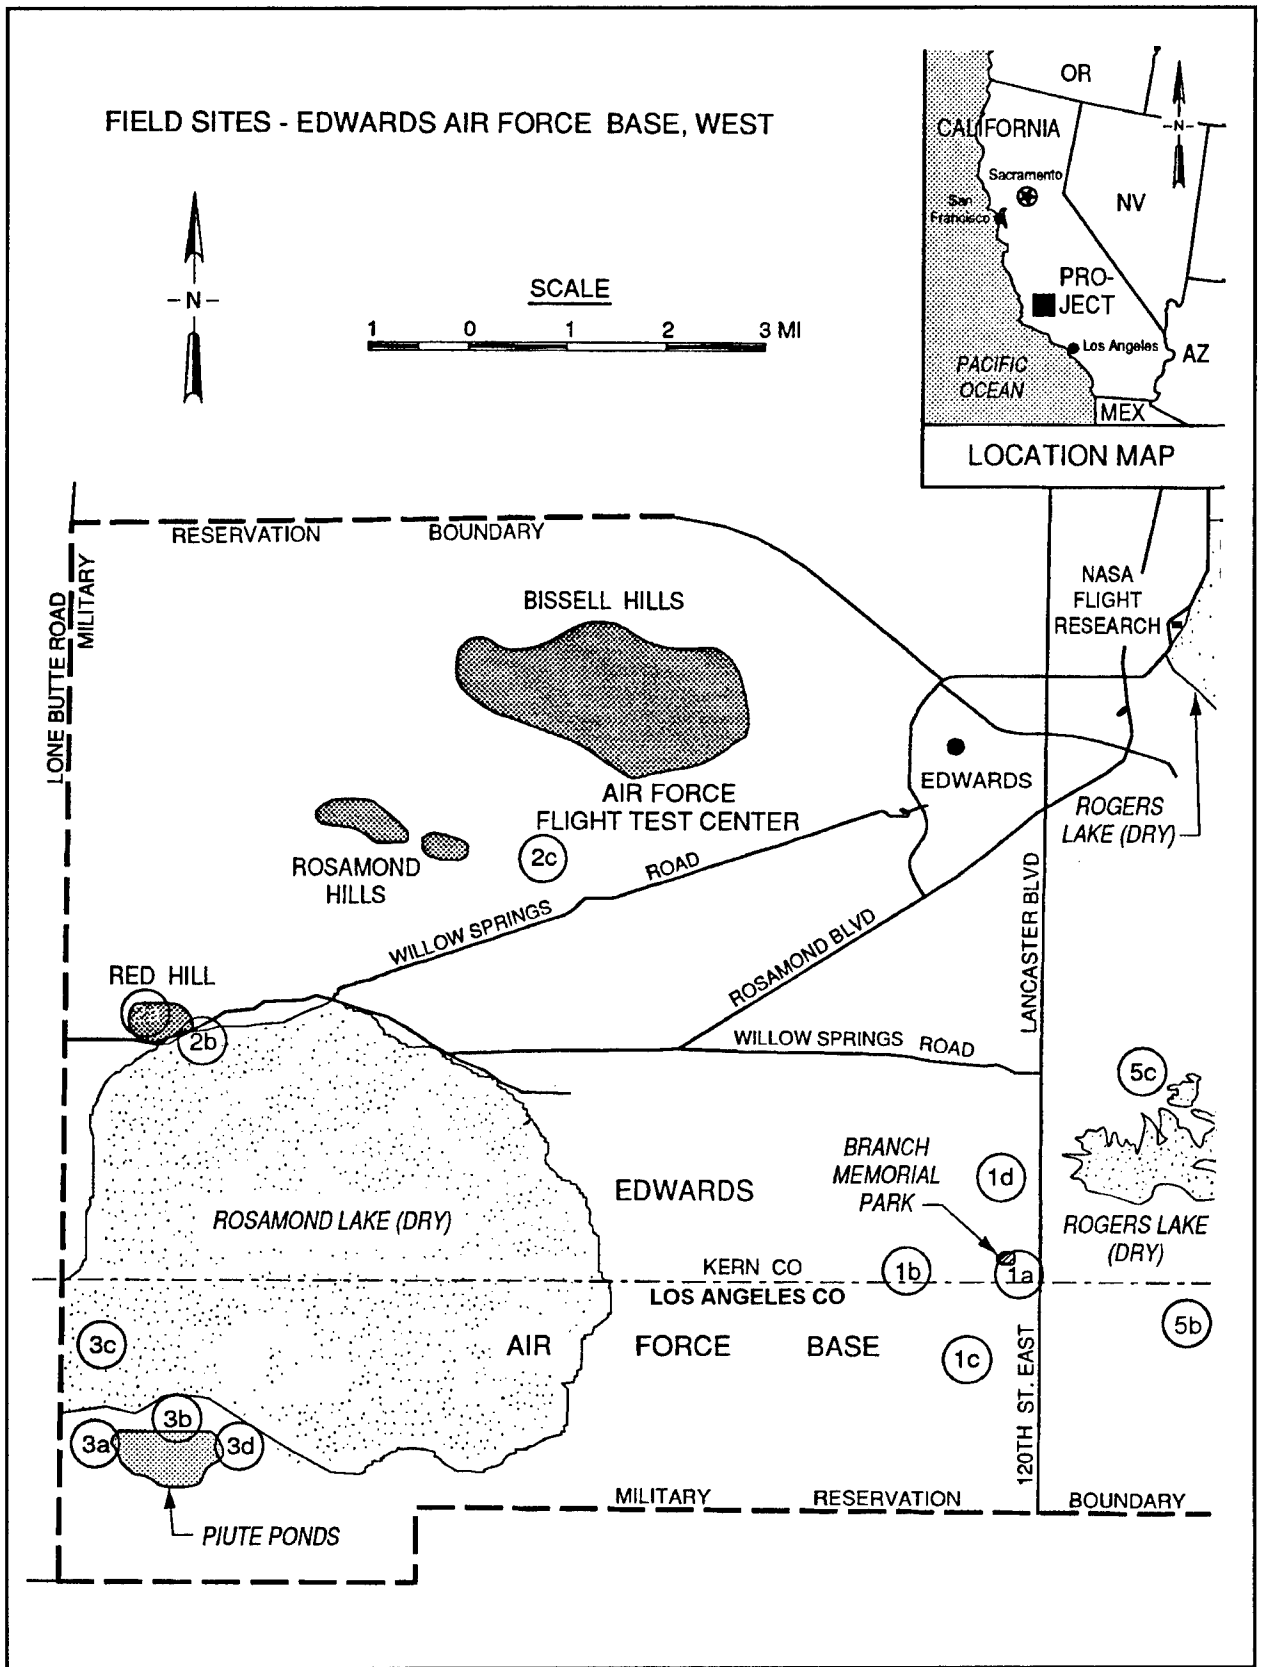 FIELD SITES - EDWARDS AIR FORCE BASE, WEST
-N-
SCALE
1 0 1 2 3 MI
OR
CALIFORNIA
-N-
Sacramento
San
Francisco
NV
PRO-
JECT
Los Angeles
AZ
PACIFIC
OCEAN
MEX
LOCATION MAP
RESERVATION BOUNDARY
LONE BUTTE ROAD
MILITARY
BISSELL HILLS
NASA
FLIGHT
RESEARCH
AIR FORCE
FLIGHT TEST CENTER
EDWARDS
ROGERS
LAKE (DRY)
2c
ROSAMOND
HILLS
WILLOW SPRINGS ROAD
ROSAMOND BLVD
LANCASTER BLVD
RED HILL
2b
WILLOW SPRINGS ROAD
5c
BRANCH
MEMORIAL
PARK
1d
EDWARDS
ROSAMOND LAKE (DRY)
ROGERS LAKE
(DRY)
KERN CO
1b
1a
LOS ANGELES CO
5b
3c
AIR FORCE BASE
1c
120TH ST. EAST
3b
3a
3d
MILITARY RESERVATION BOUNDARY
PIUTE PONDS